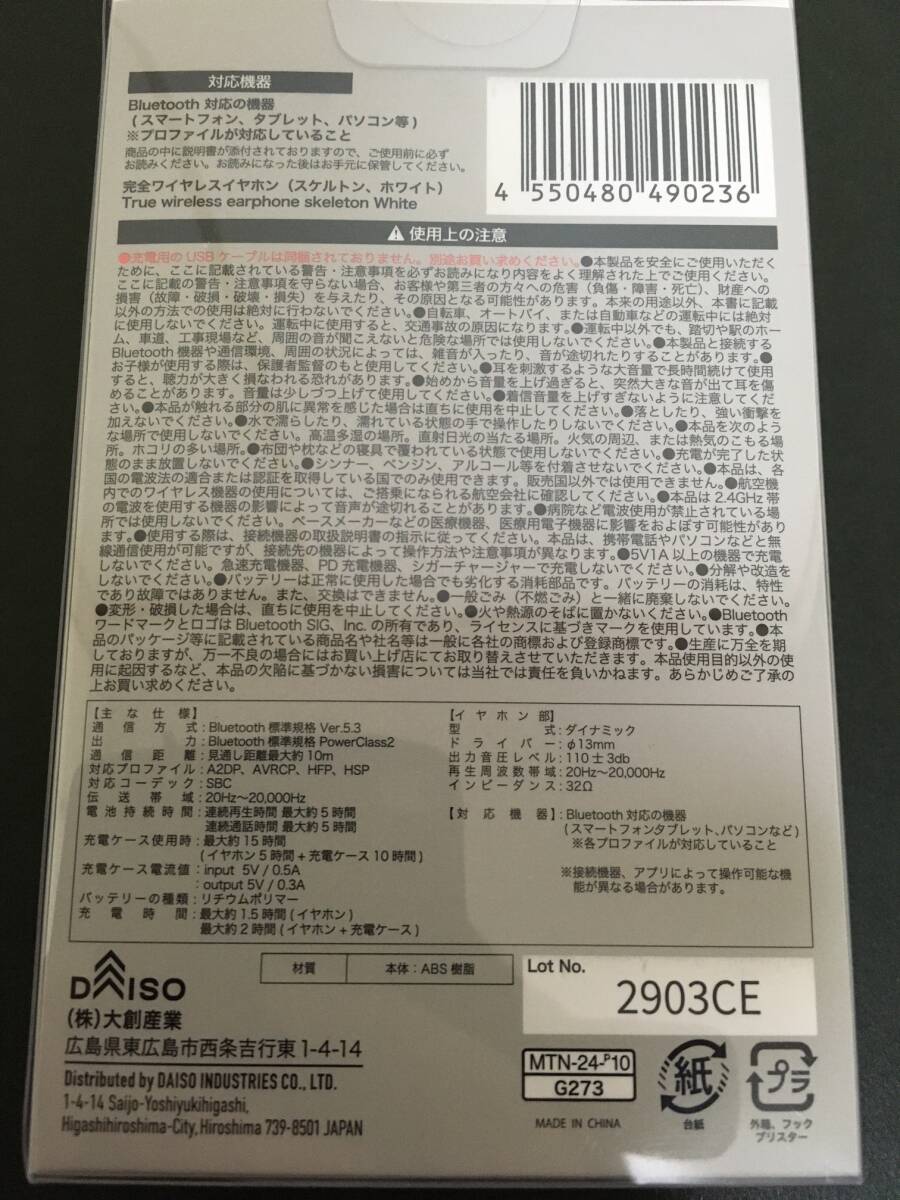 対応機器
Bluetooth 対応の機器
(スマートフォン、タブレット、パソコン等)
※プロファイルが対応していること
商品の中に説明書が添付されておりますので、ご使用前に必ず
お読みください。お読みになった後はお手元に保管してください。
完全ワイヤレスイヤホン(スケルトン、ホワイト)
True wireless earphone skeleton White
4 550480 490236
⚠ 使用上の注意
●充電用の USB ケーブルは同梱されておりません。別途お買い求めください。●本製品を安全にご使用いただく
ために、ここに記載されている警告・注意事項を必ずお読みになり内容をよく理解された上でご使用ください。
ここに記載の警告・注意事項を守らない場合、お客様や第三者の方々への危害(負傷・障害・死亡)、財産への
損害(故障・破損・破壊・損失)を与えたり、その原因となる可能性があります。本来の用途以外、本書に記載
以外の方法での使用は絶対に行わないでください。●自転車、オートバイ、または自動車などの運転中には絶対
に使用しないでください。運転中に使用すると、交通事故の原因になります。●運転中以外でも、踏切や駅のホー
ム、車道、工事現場など、周囲の音が聞こえないと危険な場所では使用しないでください。●本製品と接続する
Bluetooth 機器や通信環境、周囲の状況によっては、雑音が入ったり、音が途切れたりすることがあります。●
お子様が使用する際は、保護者監督のもと使用してください。●耳を刺激するような大音量で長時間続けて使用
すると、聴力が大きく損なわれる恐れがあります。●始めから音量を上げ過ぎると、突然大きな音が出て耳を傷
めることがあります。音量は少しづつ上げて使用してください。●着信音量を上げすぎないように注意してくだ
さい。●本品が触れる部分の肌に異常を感じた場合は直ちに使用を中止してください。●落としたり、強い衝撃を
加えないでください。●水で濡らしたり、濡れている状態の手で操作したりしないでください。●本品を次のよう
な場所で使用しないでください。高温多湿の場所。直射日光の当たる場所。火気の周辺、または熱気のこもる場
所。ホコリの多い場所。●布団や枕などの寝具で覆われている状態で使用しないでください。●充電が完了した状
態のまま放置しないでください。●シンナー、ベンジン、アルコール等を付着させないでください。●本品は、各
国の電波法の適合または認証を取得している国でのみ使用できます。販売国以外では使用できません。●航空機
内でのワイヤレス機器の使用については、ご搭乗になられる航空会社に確認してください。●本品は 2.4GHz 帯
の電波を使用する機器の影響によって音声が途切れることがあります。●病院など電波使用が禁止されている場
所では使用しないでください。ペースメーカーなどの医療機器、医療用電子機器に影響をおよぼす可能性があり
ます。●使用する際は、接続機器の取扱説明書の指示に従ってください。本品は、携帯電話やパソコンなどと無
線通信使用が可能ですが、接続先の機器によって操作方法や注意事項が異なります。●5V1A 以上の機器で充電
しないでください。急速充電機器、PD 充電機器、シガーチャージャーで充電しないでください。●分解や改造を
しないでください。●バッテリーは正常に使用した場合でも劣化する消耗部品です。バッテリーの消耗は、特性
であり故障ではありません。また、交換はできません。●一般ごみ(不燃ごみ)と一緒に廃棄しないでください。
●変形・破損した場合は、直ちに使用を中止してください。●火や熱源のそばに置かないください。●Bluetooth
ワードマークとロゴは Bluetooth SIG, Inc. の所有であり、ライセンスに基づきマークを使用しています。●本
品のパッケージ等に記載されている商品名や社名等は一般に各社の商標および登録商標です。●生産に万全を期
しておりますが、万一不良の場合にはお買い上げ店にてお取り替えさせていただきます。本品使用目的以外の使用
に起因するなど、本品の欠陥に基づかない損害については当社では責任を負いかねます。あらかじめご了承の
上お買い求めください。
【主な仕様】
通信方式:Bluetooth 標準規格 Ver.5.3
出力:Bluetooth 標準規格 PowerClass2
通信距離:見通し距離最大約 10m
対応プロファイル:A2DP、AVRCP、HFP、HSP
対応コーデック:SBC
伝送帯域:20Hz〜20,000Hz
電池持続時間:連続再生時間 最大約 5 時間
連続通話時間 最大約 5 時間
充電ケース使用時:最大約 15 時間
(イヤホン 5 時間 + 充電ケース 10 時間)
充電ケース電流値:input 5V / 0.5A
:output 5V / 0.3A
バッテリーの種類:リチウムポリマー
充電時間:最大約 1.5 時間 (イヤホン)
最大約 2 時間 (イヤホン + 充電ケース)
【イヤホン部】
型式:ダイナミック
ドライバー:φ13mm
出力音圧レベル:110 士 3db
再生周波数帯域:20Hz〜20,000Hz
インピーダンス:32Ω
【対応機器】:Bluetooth 対応の機器
(スマートフォンタブレット、パソコンなど)
※各プロファイルが対応していること
※接続機器、アプリによって操作可能な機
能が異なる場合があります。
材質 本体:ABS 樹脂
DAISO
(株)大創産業
広島県東広島市西条吉行東1-4-14
Distributed by DAISO INDUSTRIES CO., LTD.
1-4-14 Saijo-Yoshiyukihigashi,
Higashihiroshima-City, Hiroshima 739-8501 JAPAN
Lot No.
2903CE
MTN-24-P10
G273
MADE IN CHINA
紙
台紙
プラ
外箱、フック
ブリスター